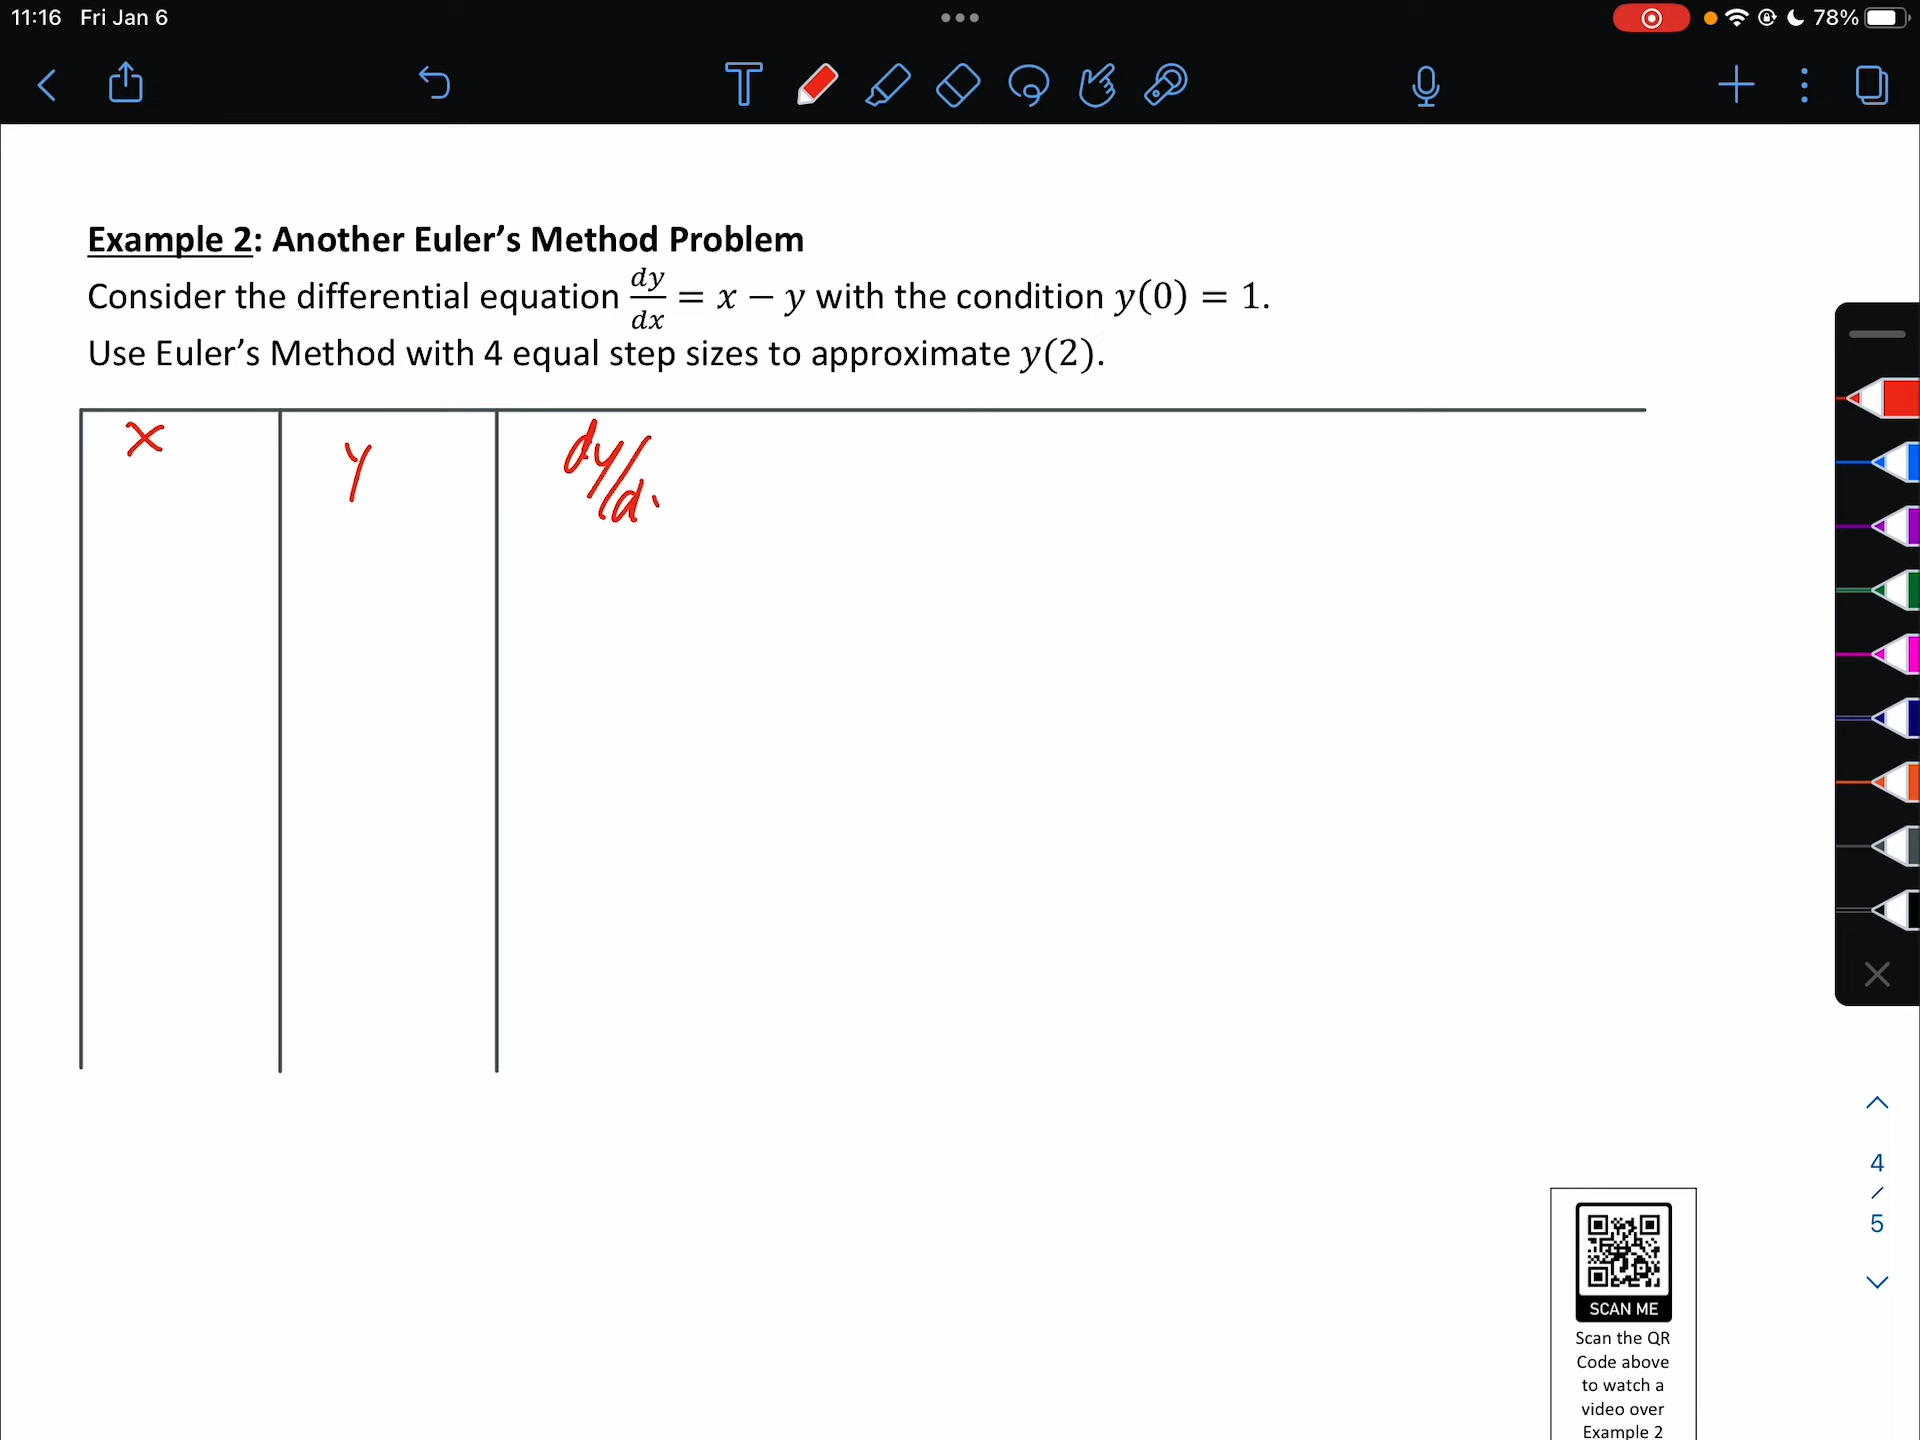 11:16 Fri Jan 6
78%
Example 2: Another Euler’s Method Problem
Consider the differential equation dy/dx = x − y with the condition y(0) = 1.
Use Euler’s Method with 4 equal step sizes to approximate y(2).
x y dy/d
4
/
5
SCAN ME
Scan the QR
Code above
to watch a
video over
Example 2